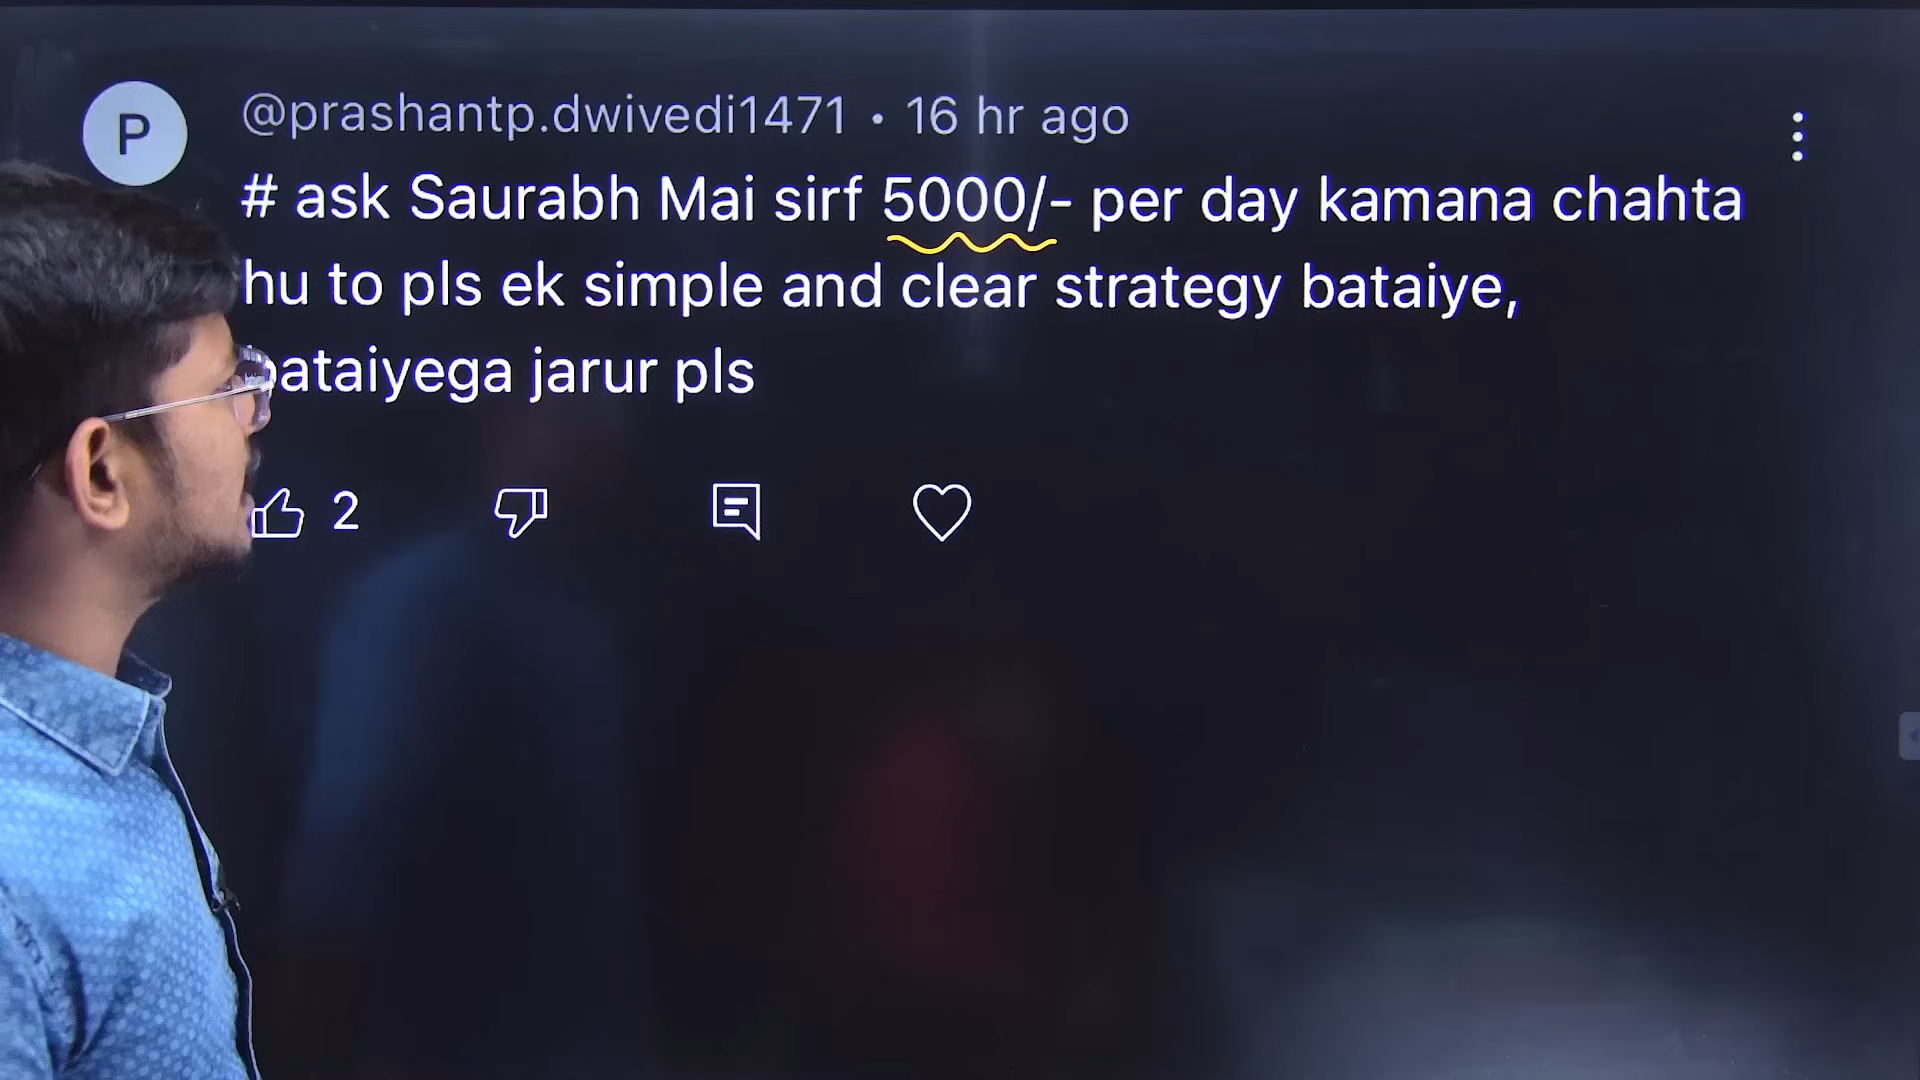 P
@prashantp.dwivedi1471 • 16 hr ago
# ask Saurabh Mai sirf 5000/- per day kamana chahta
hu to pls ek simple and clear strategy bataiye,
bataiyega jarur pls
2